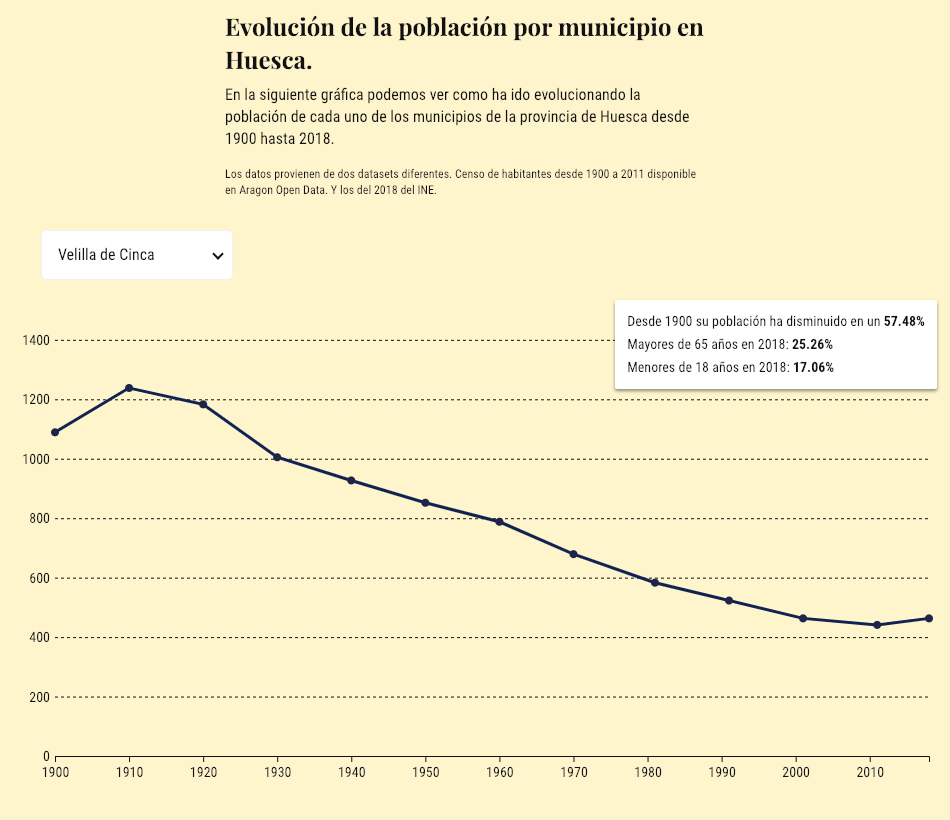 Evolución de la población por municipio en
Huesca.
En la siguiente gráfica podemos ver como ha ido evolucionando la
población de cada uno de los municipios de la provincia de Huesca desde
1900 hasta 2018.
Los datos provienen de dos datasets diferentes. Censo de habitantes desde 1900 a 2011 disponible
en Aragon Open Data. Y los del 2018 del INE.
Velilla de Cinca
Desde 1900 su población ha disminuido en un 57.48%
Mayores de 65 años en 2018: 25.26%
Menores de 18 años en 2018: 17.06%
1400
1200
1000
800
600
400
200
0
1900 1910 1920 1930 1940 1950 1960 1970 1980 1990 2000 2010